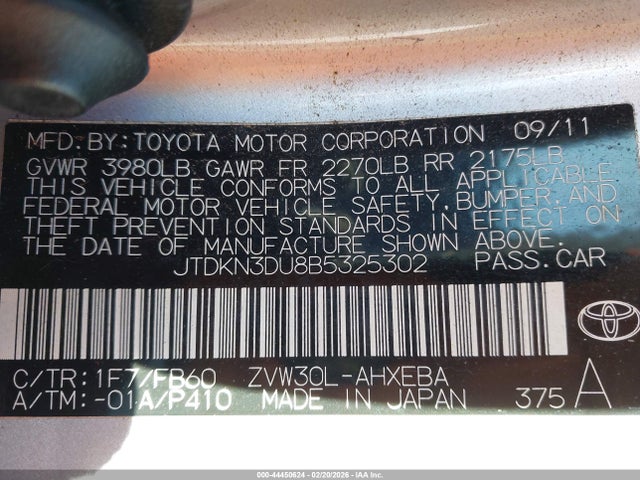 MFD.BY:TOYOTA MOTOR CORPORATION 09/11
GVWR 3980LB GAWR FR 2270LB RR 2175LB
THIS VEHICLE CONFORMS TO ALL APPLICABLE
FEDERAL MOTOR VEHICLE SAFETY,BUMPER,AND
THEFT PREVENTION STANDARDS IN EFFECT ON
THE DATE OF MANUFACTURE SHOWN ABOVE.
JTDKN3DU8B5325302 PASS.CAR
C/TR:1F7/FB60 ZVW30L-AHXEBA
A/TM:-01A/P410 MADE IN JAPAN 375 A
000-44450624 - 02/20/2026 - IAA Inc.